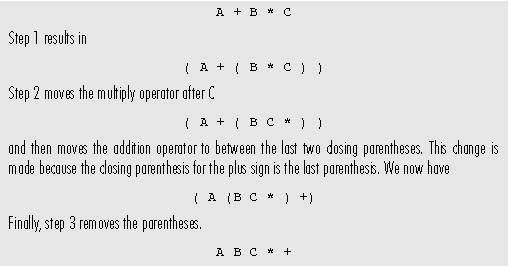 A + B * C
Step 1 results in
( A + ( B * C ) )
Step 2 moves the multiply operator after C
( A + ( B C * ) )
and then moves the addition operator to between the last two closing parentheses. This change is
made because the closing parenthesis for the plus sign is the last parenthesis. We now have
( A (B C * ) +)
Finally, step 3 removes the parentheses.
A B C * +